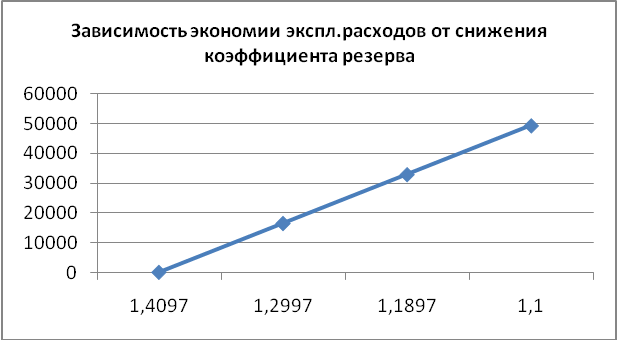 Зависимость экономии экспл.расходов от снижения
коэффициента резерва
60000
50000
40000
30000
20000
10000
0
1,4097 1,2997 1,1897 1,1